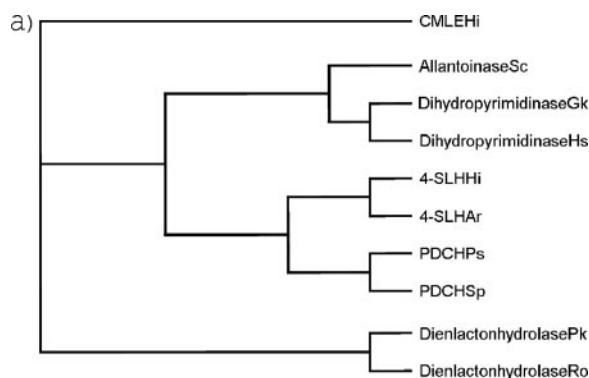 a)
CMLEHi
AllantoinaseSc
DihydropyrimidinaseGk
DihydropyrimidinaseHs
4-SLHHi
4-SLHAr
PDCHPs
PDCHSp
DienlactonhydrolasePk
DienlactonhydrolaseRo